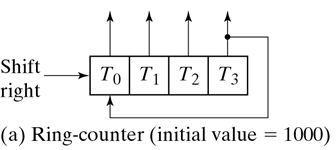 Shift
right
T0 T1 T2 T3
(a) Ring-counter (initial value = 1000)